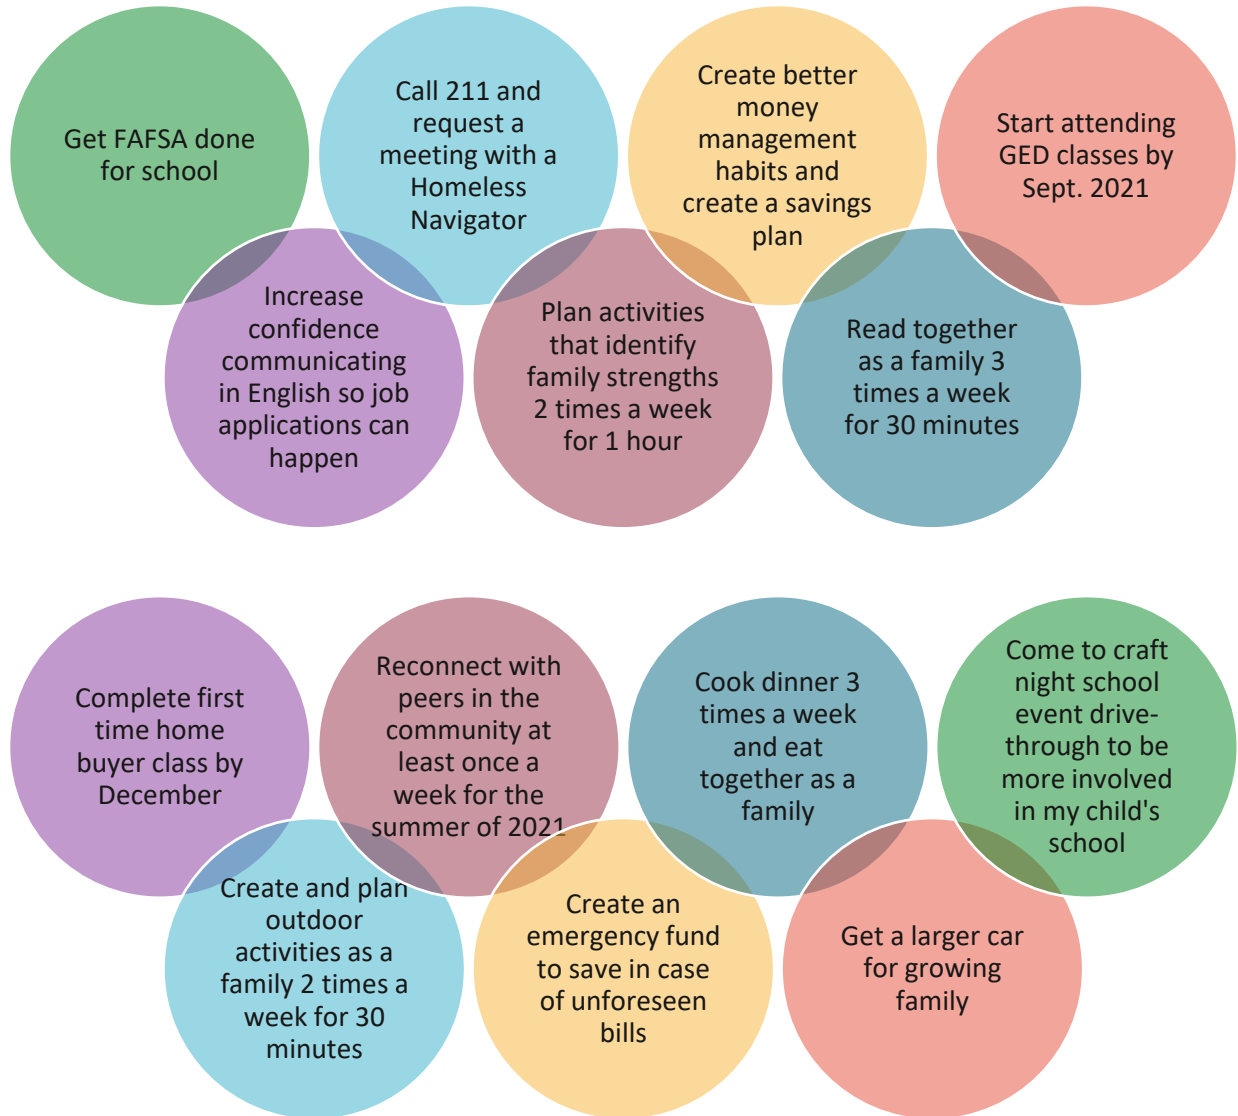 Get FAFSA done
for school
Call 211 and
request a
meeting with a
Homeless
Navigator
Create better
money
management
habits and
create a savings
plan
Start attending
GED classes by
Sept. 2021
Increase
confidence
communicating
in English so job
applications can
happen
Plan activities
that identify
family strengths
2 times a week
for 1 hour
Read together
as a family 3
times a week
for 30 minutes
Complete first
time home
buyer class by
December
Reconnect with
peers in the
community at
least once a
week for the
summer of 2021
Cook dinner 3
times a week
and eat
together as a
family
Come to craft
night school
event drive-
through to be
more involved
in my child's
school
Create and plan
outdoor
activities as a
family 2 times a
week for 30
minutes
Create an
emergency fund
to save in case
of unforeseen
bills
Get a larger car
for growing
family